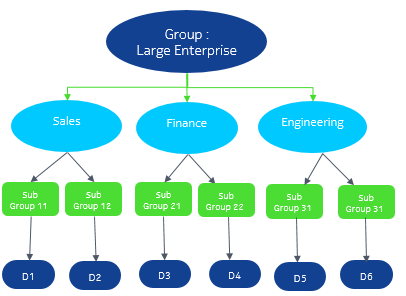 Group :
Large Enterprise
Sales
Finance
Engineering
Sub
Group 11
Sub
Group 12
Sub
Group 21
Sub
Group 22
Sub
Group 31
Sub
Group 31
D1
D2
D3
D4
D5
D6